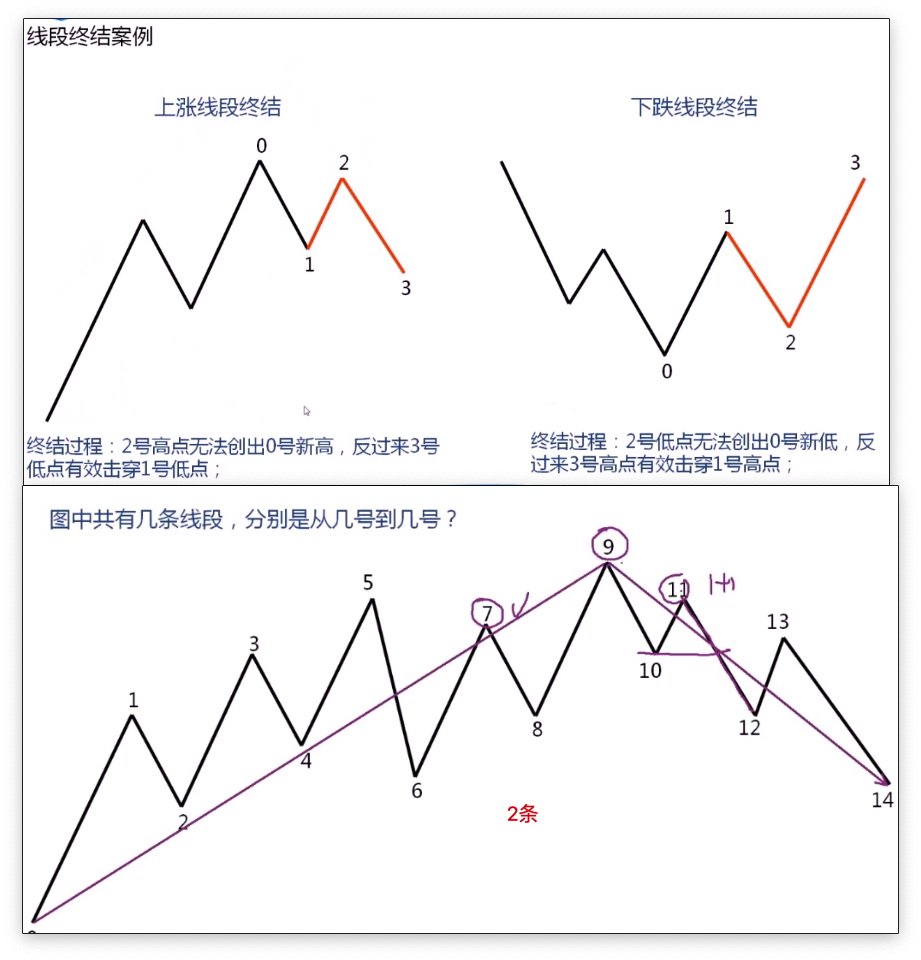 线段终结案例
上涨线段终结
下跌线段终结
0
2
1
3
1
3
2
0
终结过程：2号高点无法创出0号新高，反过来3号
低点有效击穿1号低点；
终结过程：2号低点无法创出0号新低，反
过来3号高点有效击穿1号高点；
图中共有几条线段，分别是从几号到几号？
9
5
7
11
13
3
1
10
12
8
4
6
2
14
2条